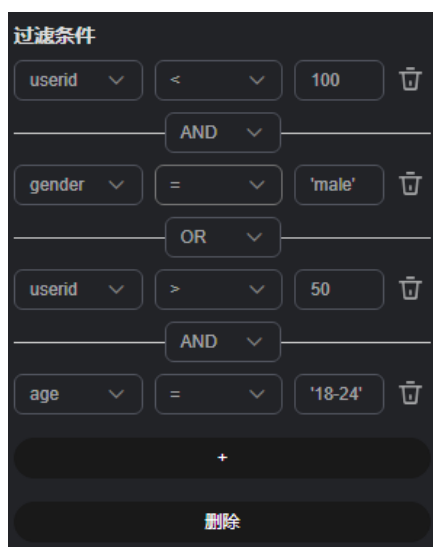 过滤条件
userid < 100
AND
gender = 'male'
OR
userid > 50
AND
age = '18-24'
+
删除